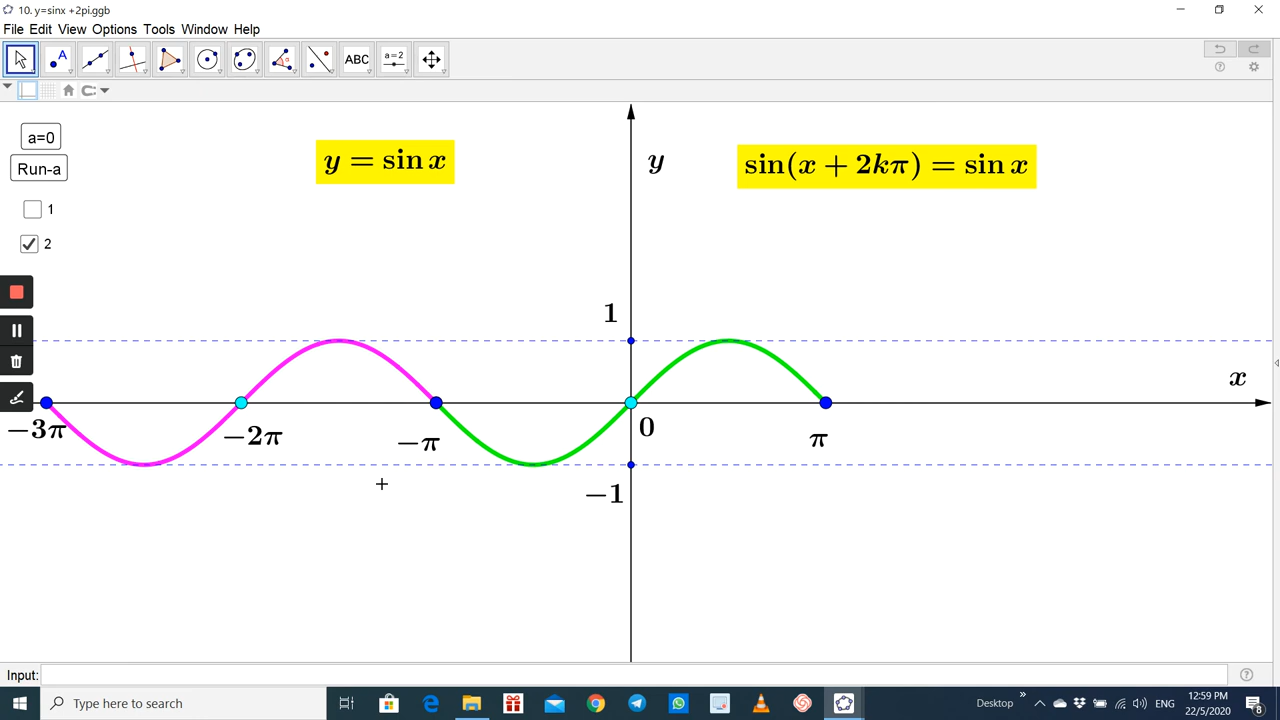 10. y=sinx +2pi.ggb
File Edit View Options Tools Window Help
A
ABC
a=2
a=0
Run-a
1
2
y = sin x
y
sin(x + 2kπ) = sin x
1
x
−3π
−2π
−π
0
π
−1
Input:
Type here to search
Desktop
»
ENG
12:59 PM
22/5/2020
8